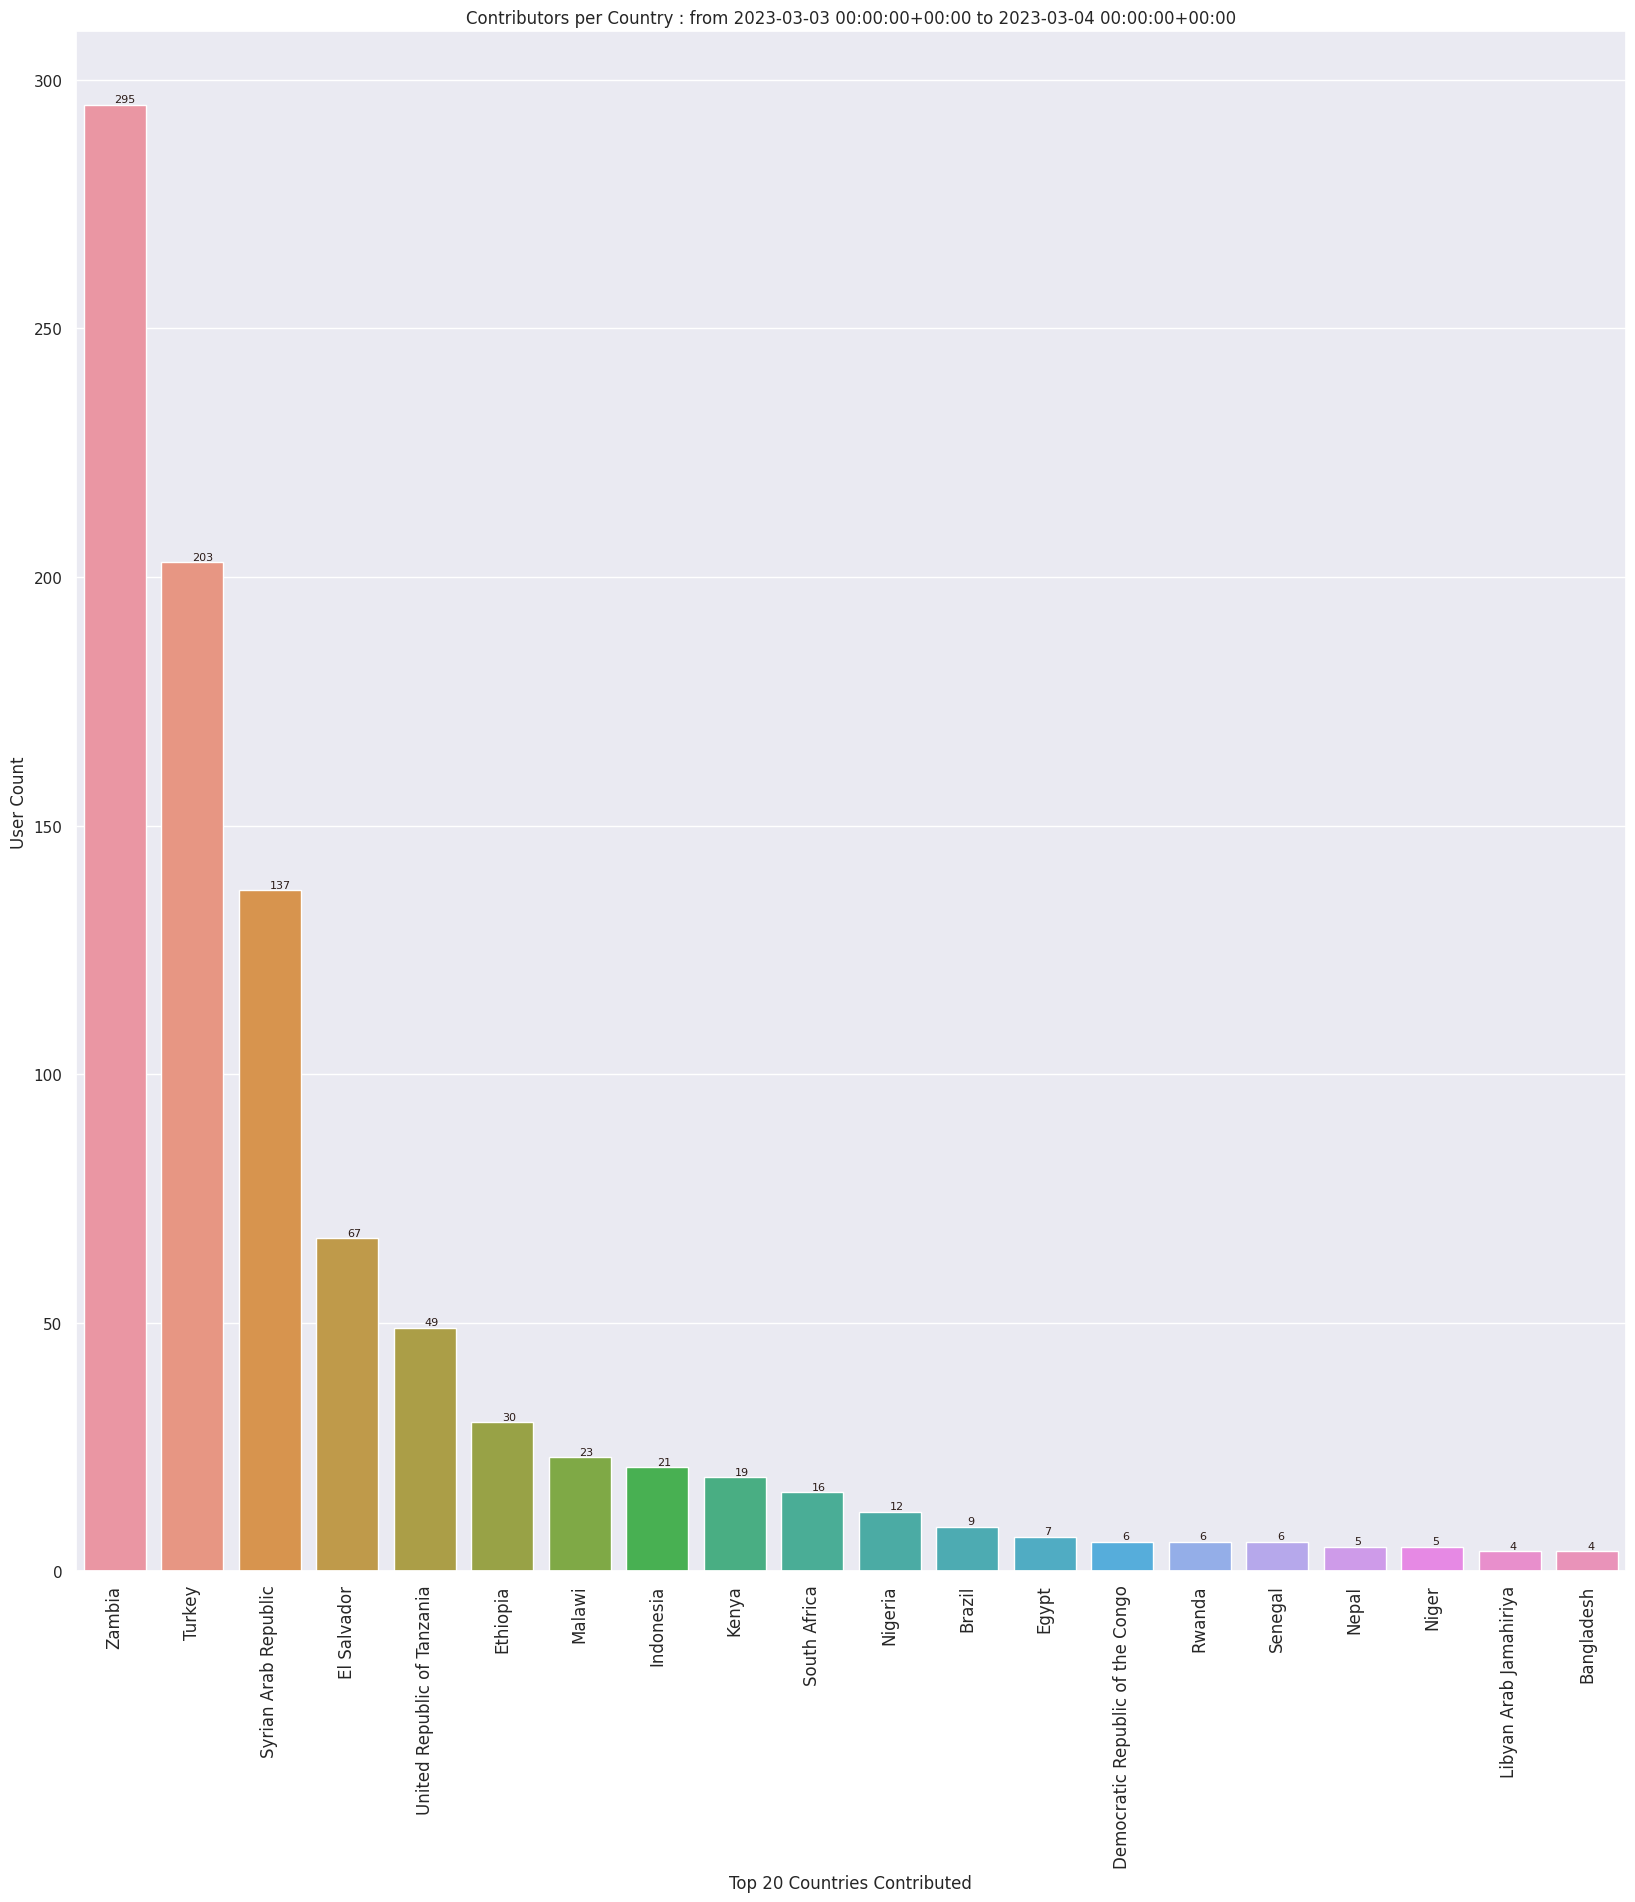 Contributors per Country : from 2023-03-03 00:00:00+00:00 to 2023-03-04 00:00:00+00:00
300
250
200
150
100
50
0
User Count
295
203
137
67
49
30
23
21
19
16
12
9
7
6
6
6
5
5
4
4
Zambia
Turkey
Syrian Arab Republic
El Salvador
United Republic of Tanzania
Ethiopia
Malawi
Indonesia
Kenya
South Africa
Nigeria
Brazil
Egypt
Democratic Republic of the Congo
Rwanda
Senegal
Nepal
Niger
Libyan Arab Jamahiriya
Bangladesh
Top 20 Countries Contributed